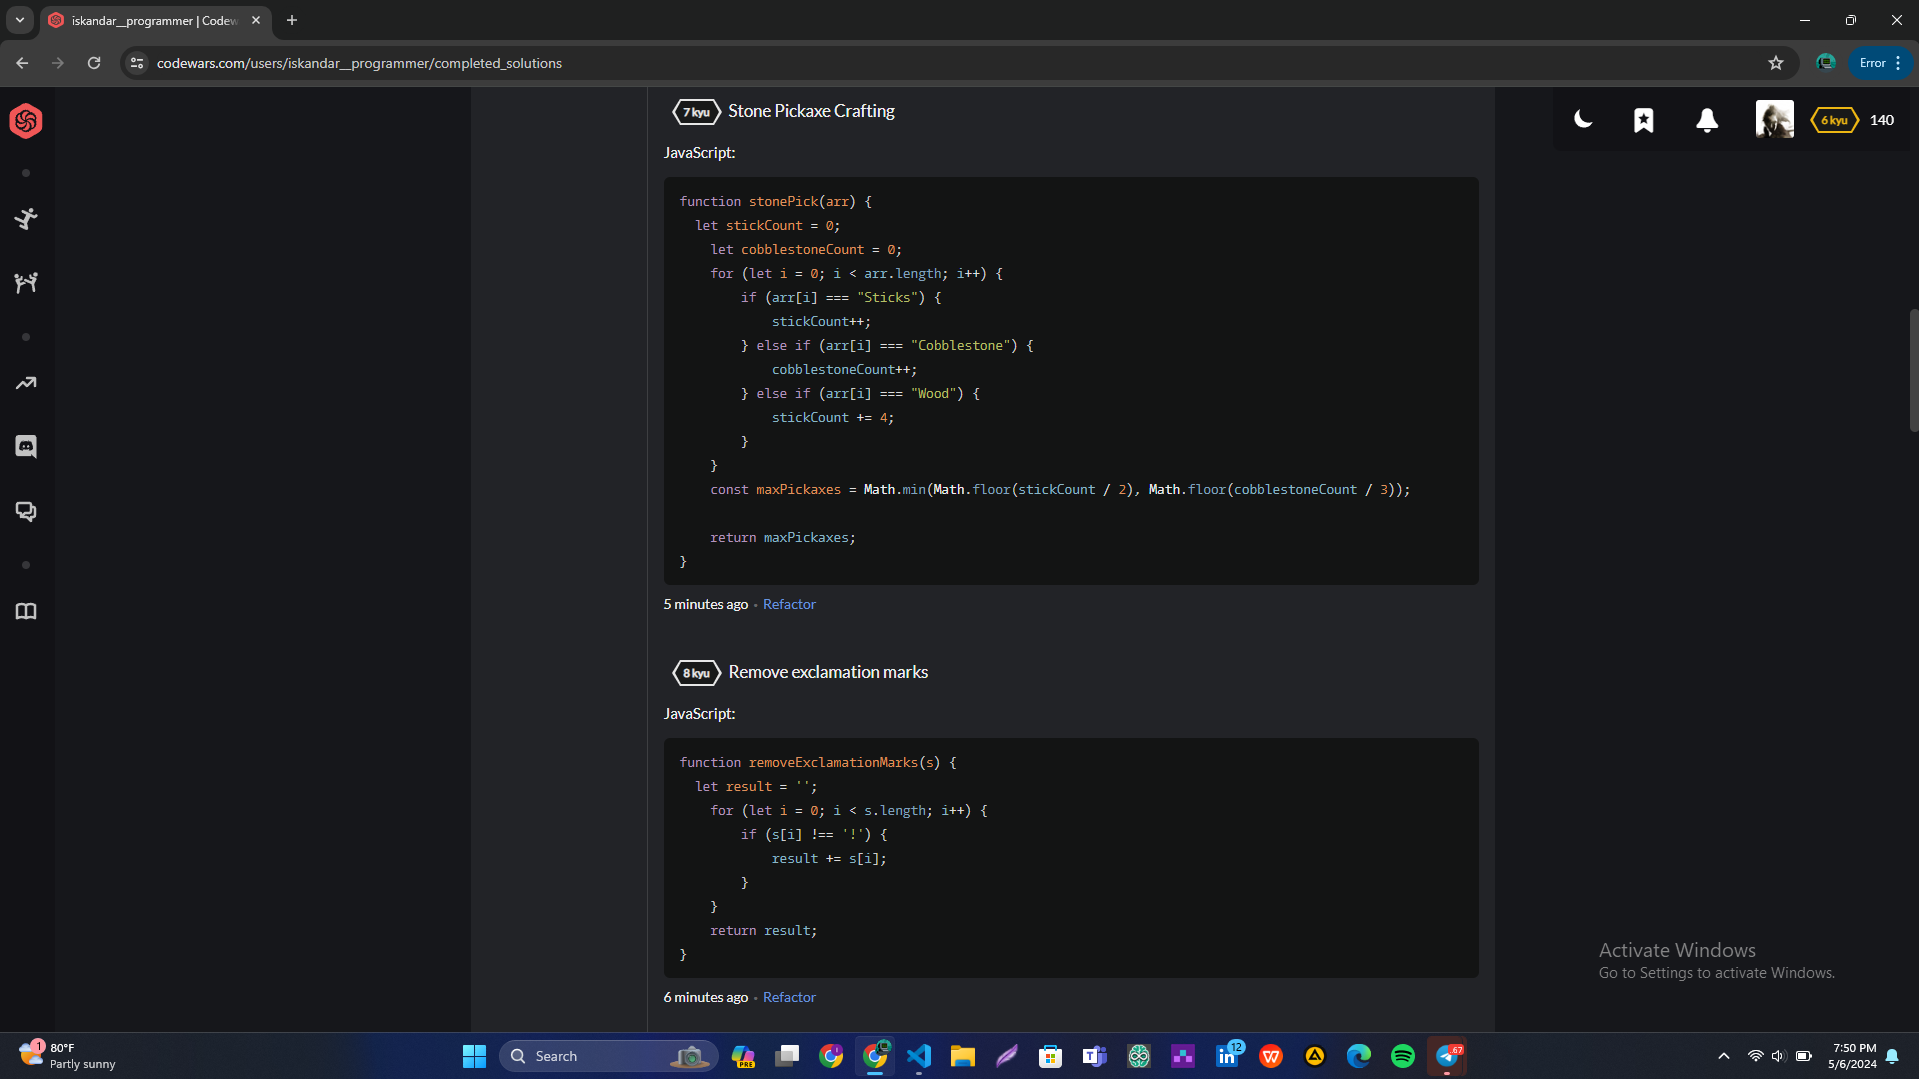 iskandar__programmer | Codew
codewars.com/users/iskandar__programmer/completed_solutions
Error
7 kyu
Stone Pickaxe Crafting
6 kyu
140
JavaScript:
function stonePick(arr) {
  let stickCount = 0;
    let cobblestoneCount = 0;
    for (let i = 0; i < arr.length; i++) {
        if (arr[i] === "Sticks") {
            stickCount++;
        } else if (arr[i] === "Cobblestone") {
            cobblestoneCount++;
        } else if (arr[i] === "Wood") {
            stickCount += 4;
        }
    }
    const maxPickaxes = Math.min(Math.floor(stickCount / 2), Math.floor(cobblestoneCount / 3));
    return maxPickaxes;
}
5 minutes ago · Refactor
8 kyu
Remove exclamation marks
JavaScript:
function removeExclamationMarks(s) {
  let result = '';
    for (let i = 0; i < s.length; i++) {
        if (s[i] !== '!') {
            result += s[i];
        }
    }
    return result;
}
6 minutes ago · Refactor
Activate Windows
Go to Settings to activate Windows.
1
80°F
Partly sunny
Search
PRE
12
67
7:50 PM
5/6/2024